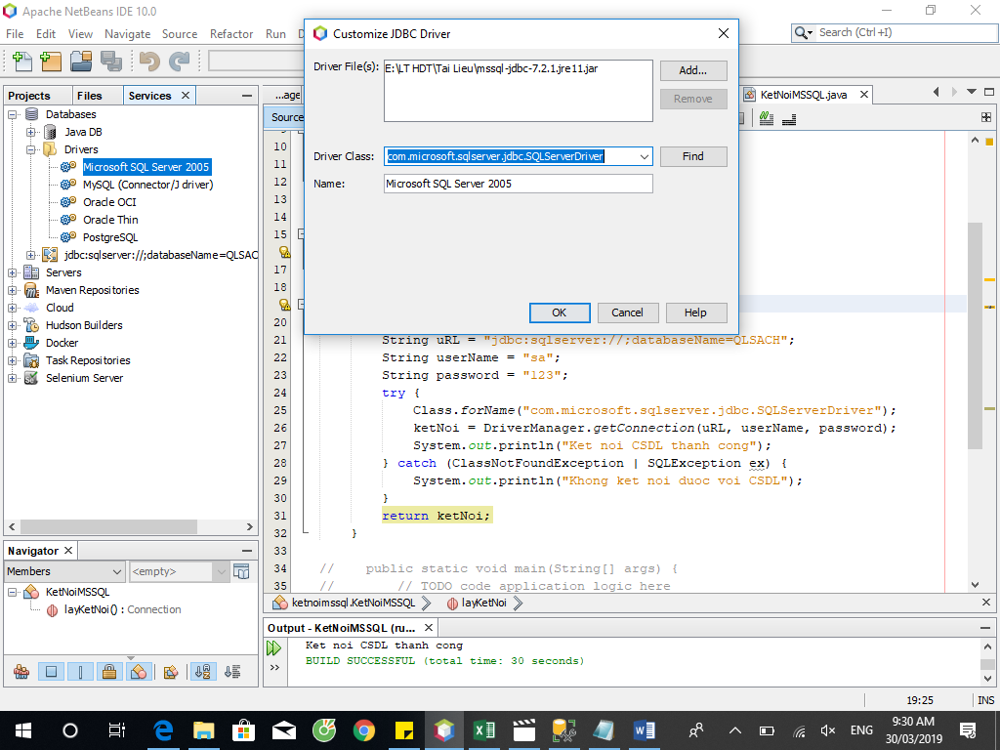 Apache NetBeans IDE 10.0
File Edit View Navigate Source Refactor Run D
Search (Ctrl+I)
Projects Files Services
Databases
Java DB
Drivers
Microsoft SQL Server 2005
MySQL (Connector/J driver)
Oracle OCI
Oracle Thin
PostgreSQL
jdbc:sqlserver://;databaseName=QLSAC
Servers
Maven Repositories
Cloud
Hudson Builders
Docker
Task Repositories
Selenium Server
Navigator
Members <empty>
KetNoiMSSQL
layKetNoi() : Connection
Customize JDBC Driver
Driver File(s): E:\LT HDT\Tai Lieu\mssql-jdbc-7.2.1.jre11.jar
Add...
Remove
Driver Class: com.microsoft.sqlserver.jdbc.SQLServerDriver Find
Name: Microsoft SQL Server 2005
OK Cancel Help
...age KetNoiMSSQL.java
Source
10
11
12
13
14
15
17
18
20
21 String uRL = "jdbc:sqlserver://;databaseName=QLSACH";
22 String userName = "sa";
23 String password = "123";
24 try {
25 Class.forName("com.microsoft.sqlserver.jdbc.SQLServerDriver");
26 ketNoi = DriverManager.getConnection(uRL, userName, password);
27 System.out.println("Ket noi CSDL thanh cong");
28 } catch (ClassNotFoundException | SQLException ex) {
29 System.out.println("Khong ket noi duoc voi CSDL");
30 }
31 return ketNoi;
32 }
33
34 // public static void main(String[] args) {
35 // // TODO code application logic here
ketnoimssql.KetNoiMSSQL layKetNoi
Output - KetNoiMSSQL (ru...
Ket noi CSDL thanh cong
BUILD SUCCESSFUL (total time: 30 seconds)
19:25 INS
ENG
9:30 AM
30/03/2019